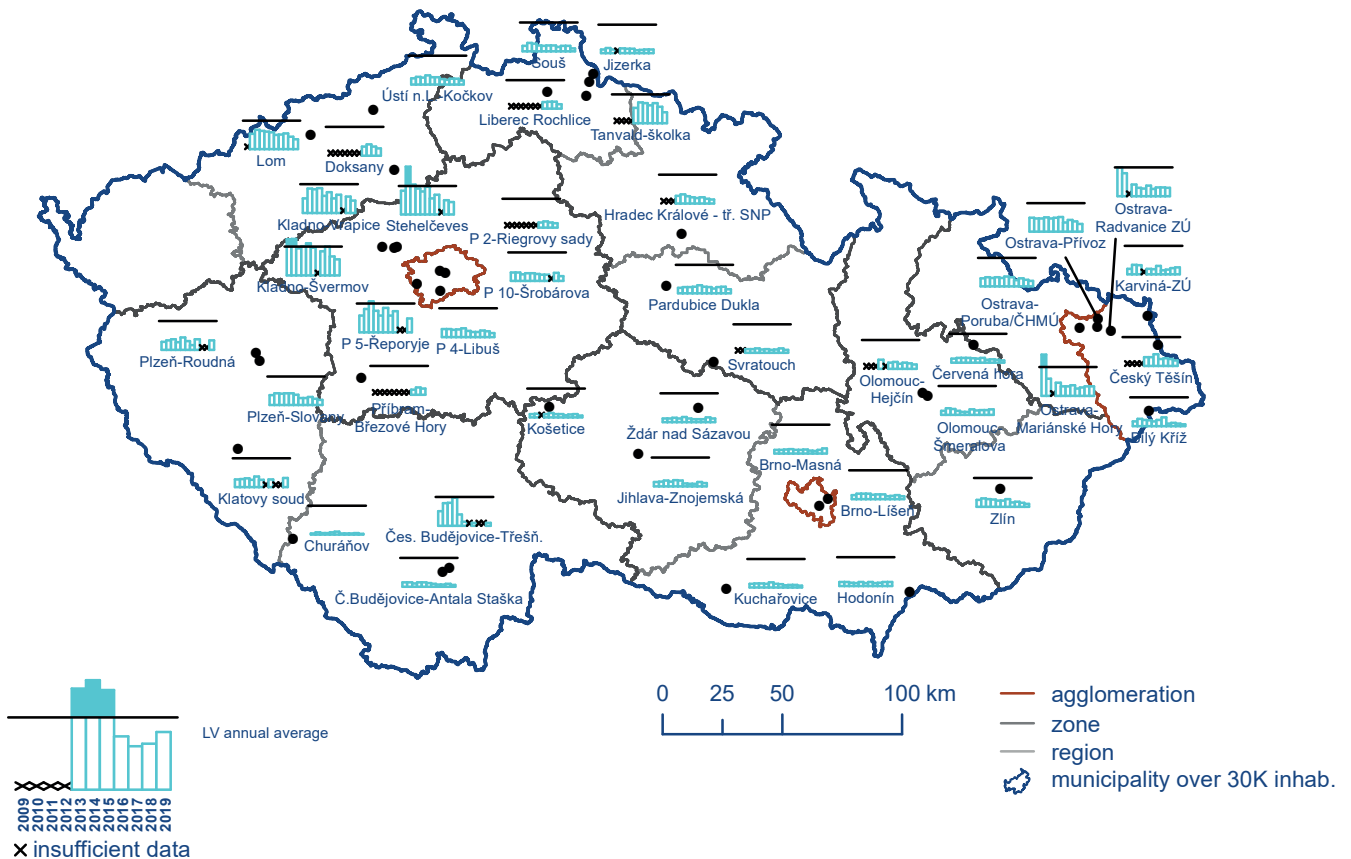 Souš
Jizerka
Ústí n.L.-Kočkov
Liberec Rochlice
Tanvald-školka
Lom
Doksany
Kladno-Vrapice
Stehelčeves
Hradec Králové - tř. SNP
P 2-Riegrovy sady
Ostrava-
Radvanice ZÚ
Ostrava-Přívoz
Kladno-Švermov
P 10-Šrobárova
Karviná-ZÚ
Pardubice Dukla
Ostrava-
Poruba/ČHMÚ
P 5-Řeporyje
P 4-Libuš
Plzeň-Roudná
Svratouch
Olomouc-
Hejčín
Červená hora
Český Těšín
Plzeň-Slovany
Příbram-
Březové Hory
Košetice
Ždár nad Sázavou
Olomouc-
Šmeralova
Ostrava-
Mariánské Hory
Bílý Kříž
Brno-Masná
Klatovy soud
Jihlava-Znojemská
Brno-Líšeň
Zlín
Churáňov
Čes. Budějovice-Třešň.
Č.Budějovice-Antala Staška
Kuchařovice
Hodonín
0 25 50 100 km
agglomeration
zone
region
municipality over 30K inhab.
LV annual average
2009
2010
2011
2012
2013
2014
2015
2016
2017
2018
2019
insufficient data